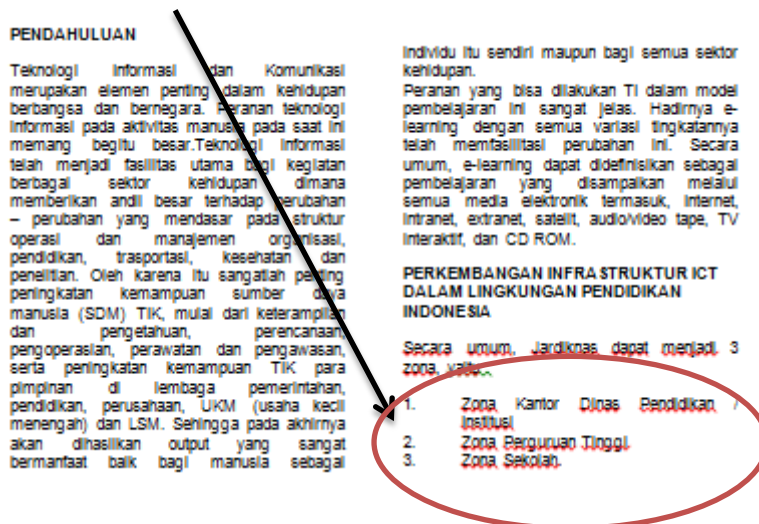 PENDAHULUAN
Teknologi Informasi dan Komunikasi
merupakan elemen penting dalam kehidupan
berbangsa dan bernegara. Peranan teknologi
informasi pada aktivitas manusia pada saat ini
memang begitu besar.Teknologi informasi
telah menjadi fasilitas utama bagi kegiatan
berbagai sektor kehidupan dimana
memberikan andil besar terhadap perubahan
– perubahan yang mendasar pada struktur
operasi dan manajemen organisasi,
pendidikan, trasportasi, kesehatan dan
penelitian. Oleh karena itu sangatlah penting
peningkatan kemampuan sumber daya
manusia (SDM) TIK, mulai dari keterampilan
dan pengetahuan, perencanaan,
pengoperasian, perawatan dan pengawasan,
serta peningkatan kemampuan TIK para
pimpinan di lembaga pemerintahan,
pendidikan, perusahaan, UKM (usaha kecil
menengah) dan LSM. Sehingga pada akhirnya
akan dihasilkan output yang sangat
bermanfaat baik bagi manusia sebagai
individu itu sendiri maupun bagi semua sektor
kehidupan.
Peranan yang bisa dilakukan TI dalam model
pembelajaran ini sangat jelas. Hadirnya e-
learning dengan semua variasi tingkatannya
telah memfasilitasi perubahan ini. Secara
umum, e-learning dapat didefinisikan sebagai
pembelajaran yang disampaikan melalui
semua media elektronik termasuk, internet,
intranet, extranet, satelit, audio/video tape, TV
interaktif, dan CD ROM.
PERKEMBANGAN INFRASTRUKTUR ICT
DALAM LINGKUNGAN PENDIDIKAN
INDONESIA
Secara umum, Jardiknas dapat menjadi 3
zona, yaitu..
1. Zona Kantor Dinas Pendidikan /
Institusi
2. Zona Perguruan Tinggi.
3. Zona Sekolah.